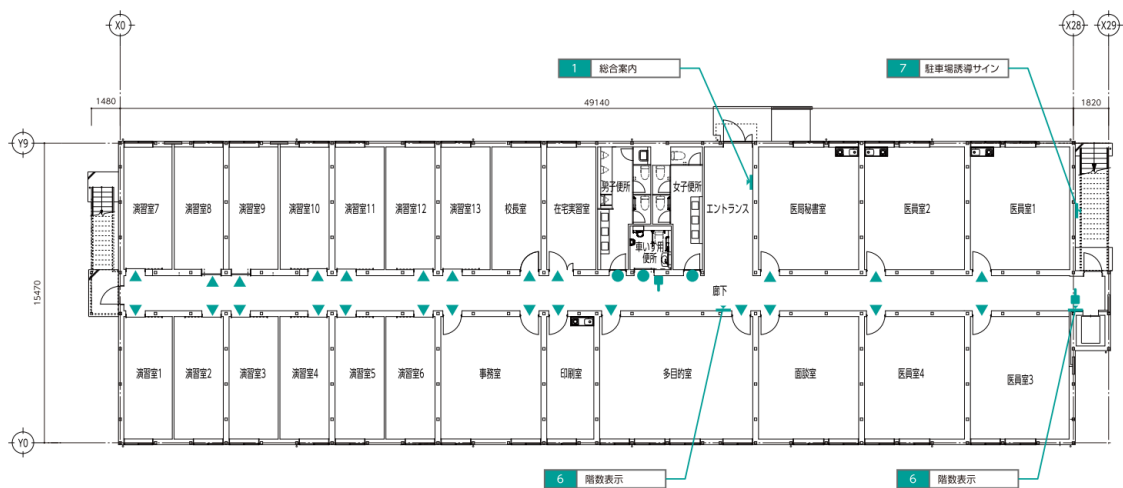 X0
X28
X29
1 総合案内
7 駐車場誘導サイン
1480
49140
1820
Y9
演習室7
演習室8
演習室9
演習室10
演習室11
演習室12
演習室13
校長室
在宅実習室
男子便所
女子便所
車いす用
便所
エントランス
医局秘書室
医員室2
医員室1
15470
廊下
演習室1
演習室2
演習室3
演習室4
演習室5
演習室6
事務室
印刷室
多目的室
面談室
医員室4
医員室3
Y0
6 階数表示
6 階数表示